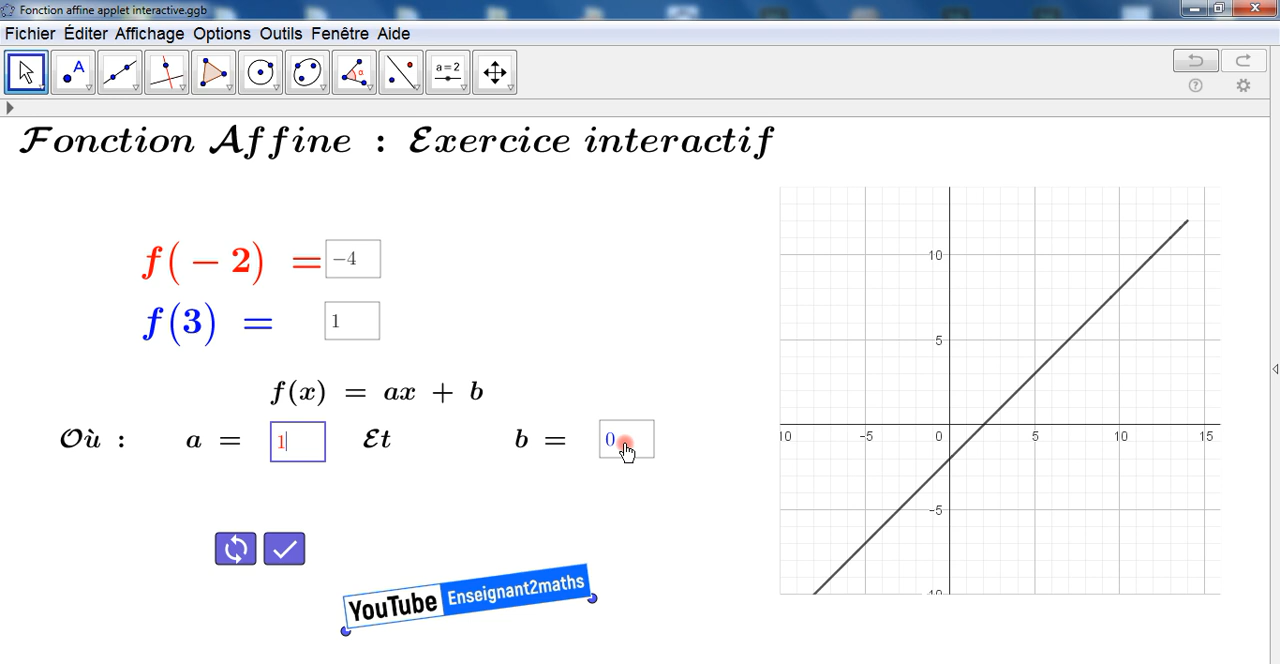 Fonction affine applet interactive.ggb
Fichier Éditer Affichage Options Outils Fenêtre Aide
A
a=2
Fonction Affine : Exercice interactif
f(−2) = −4
f(3) = 1
f(x) = ax + b
Où : a = 1 Et b = 0
YouTube Enseignant2maths
10
5
10 −5 0 5 10 15
−5
−10